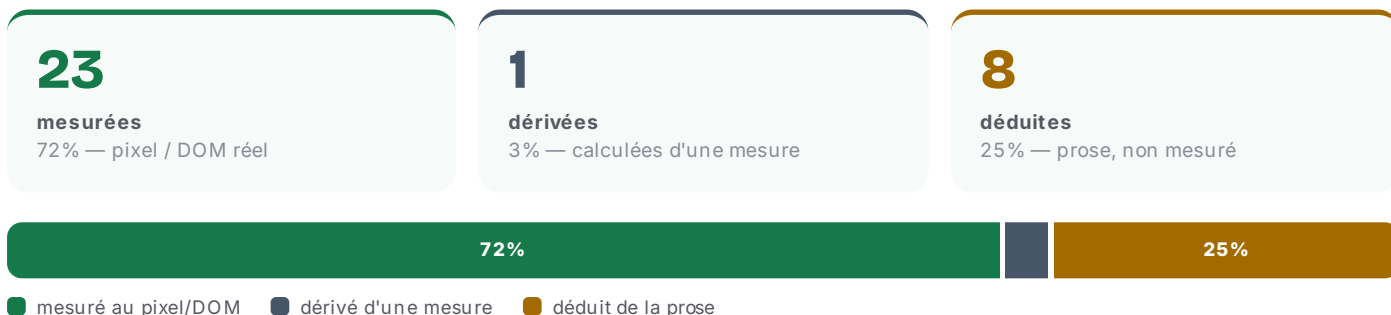 23
mesurées
72% — pixel / DOM réel
1
dérivées
3% — calculées d'une mesure
8
déduites
25% — prose, non mesuré
72%
25%
mesuré au pixel/DOM
dérivé d'une mesure
déduit de la prose